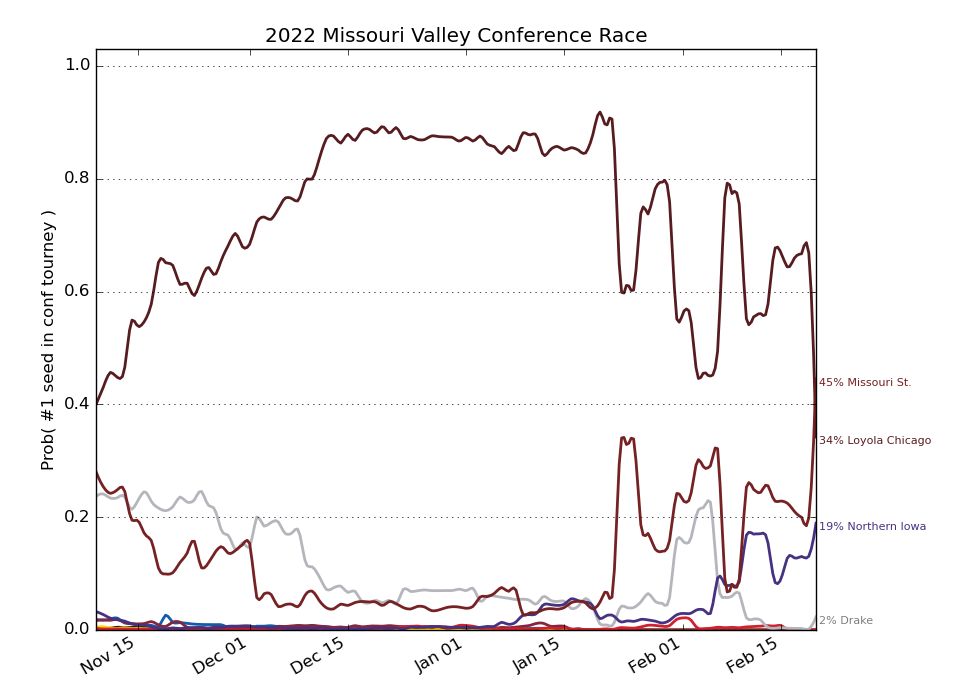 2022 Missouri Valley Conference Race
Prob( #1 seed in conf tourney )
1.0
0.8
0.6
0.4
0.2
0.0
45% Missouri St.
34% Loyola Chicago
19% Northern Iowa
2% Drake
Nov 15
Dec 01
Dec 15
Jan 01
Jan 15
Feb 01
Feb 15